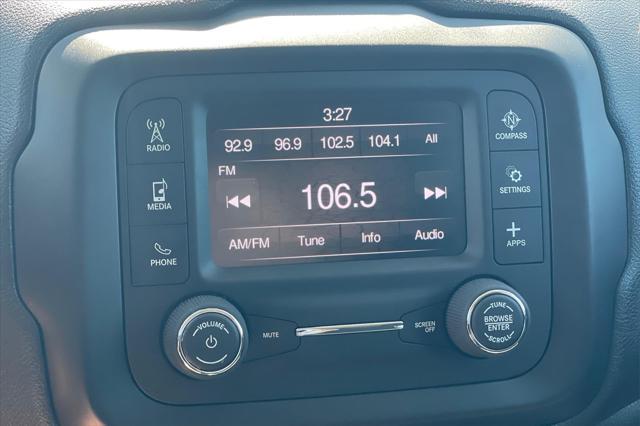 3:27
92.9 96.9 102.5 104.1 All
FM
106.5
AM/FM Tune Info Audio
RADIO
MEDIA
PHONE
N
COMPASS
SETTINGS
APPS
VOLUME
MUTE
SCREEN
OFF
TUNE
BROWSE
ENTER
SCROLL